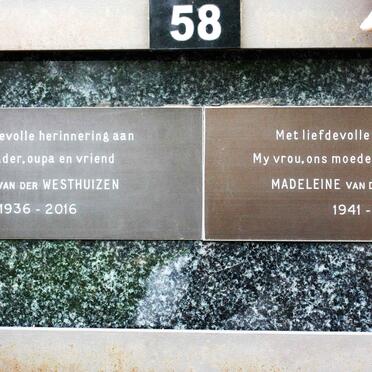 58
evolle herinnering aan
der, oupa en vriend
VAN DER WESTHUIZEN
1936 - 2016
Met liefdevolle
My vrou, ons moede
MADELEINE VAN D
1941 -